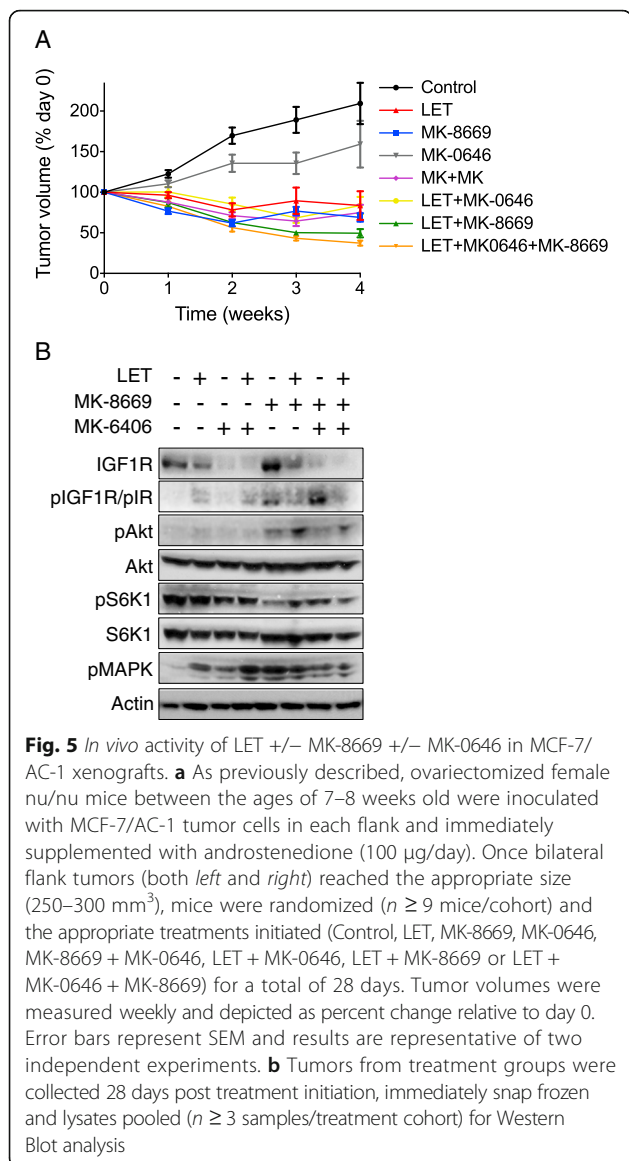 A
Tumor volume (% day 0)
200
150
100
50
0
0 1 2 3 4
Time (weeks)
Control
LET
MK-8669
MK-0646
MK+MK
LET+MK-0646
LET+MK-8669
LET+MK0646+MK-8669
B
LET - + - + - + - +
MK-8669 - - - - + + + +
MK-6406 - - + + - - + +
IGF1R
pIGF1R/pIR
pAkt
Akt
pS6K1
S6K1
pMAPK
Actin
Fig. 5 In vivo activity of LET +/− MK-8669 +/− MK-0646 in MCF-7/
AC-1 xenografts. a As previously described, ovariectomized female
nu/nu mice between the ages of 7–8 weeks old were inoculated
with MCF-7/AC-1 tumor cells in each flank and immediately
supplemented with androstenedione (100 μg/day). Once bilateral
flank tumors (both left and right) reached the appropriate size
(250–300 mm³), mice were randomized (n ≥ 9 mice/cohort) and
the appropriate treatments initiated (Control, LET, MK-8669, MK-0646,
MK-8669 + MK-0646, LET + MK-0646, LET + MK-8669 or LET +
MK-0646 + MK-8669) for a total of 28 days. Tumor volumes were
measured weekly and depicted as percent change relative to day 0.
Error bars represent SEM and results are representative of two
independent experiments. b Tumors from treatment groups were
collected 28 days post treatment initiation, immediately snap frozen
and lysates pooled (n ≥ 3 samples/treatment cohort) for Western
Blot analysis